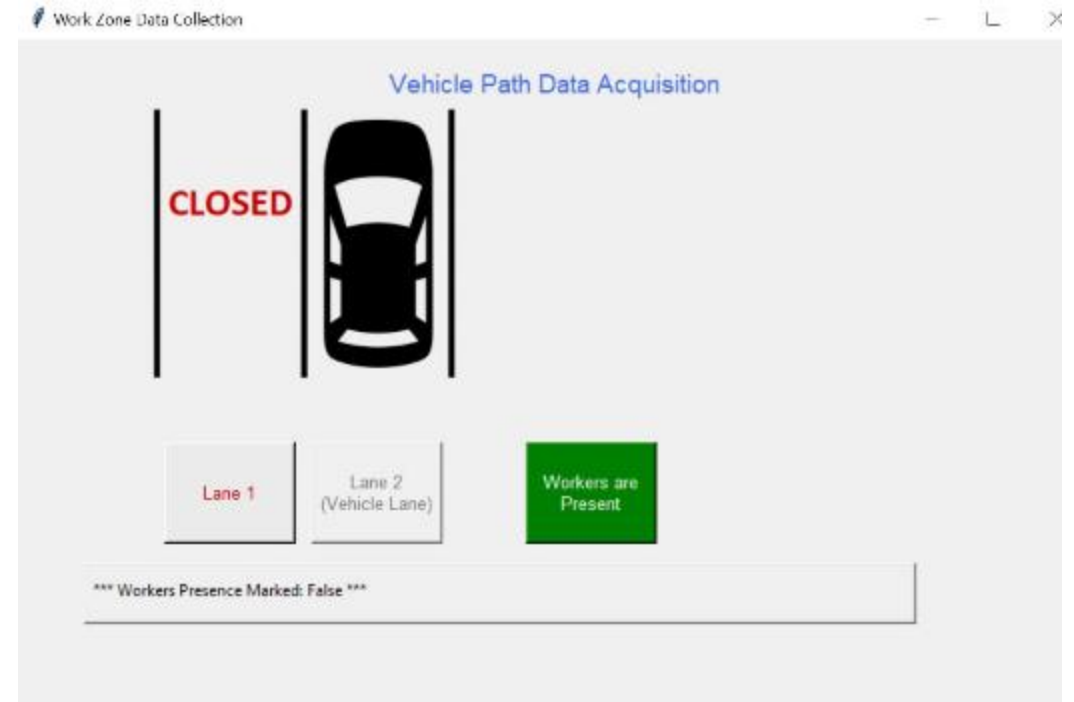 Work Zone Data Collection
Vehicle Path Data Acquisition
CLOSED
Lane 1
Lane 2
(Vehicle Lane)
Workers are
Present
*** Workers Presence Marked: False ***